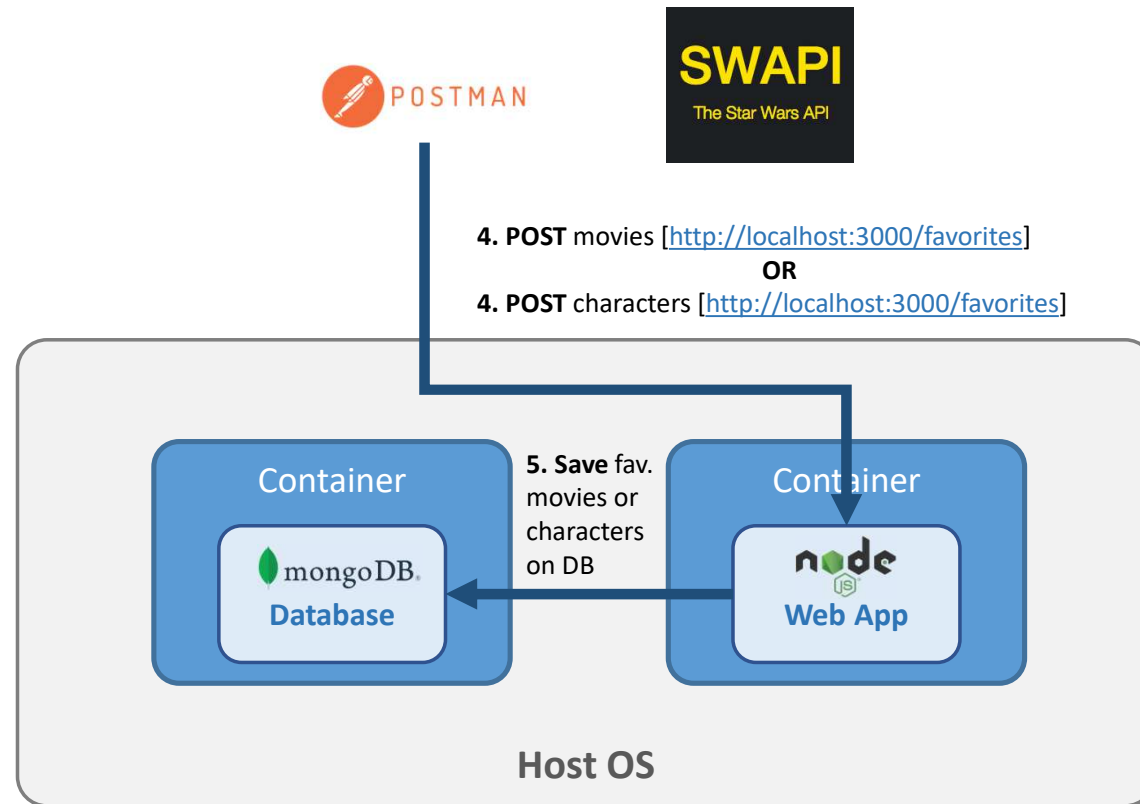 POSTMAN
SWAPI
The Star Wars API
4. POST movies [http://localhost:3000/favorites]
OR
4. POST characters [http://localhost:3000/favorites]
Container
mongoDB.
Database
5. Save fav.
movies or
characters
on DB
Container
node
JS
Web App
Host OS